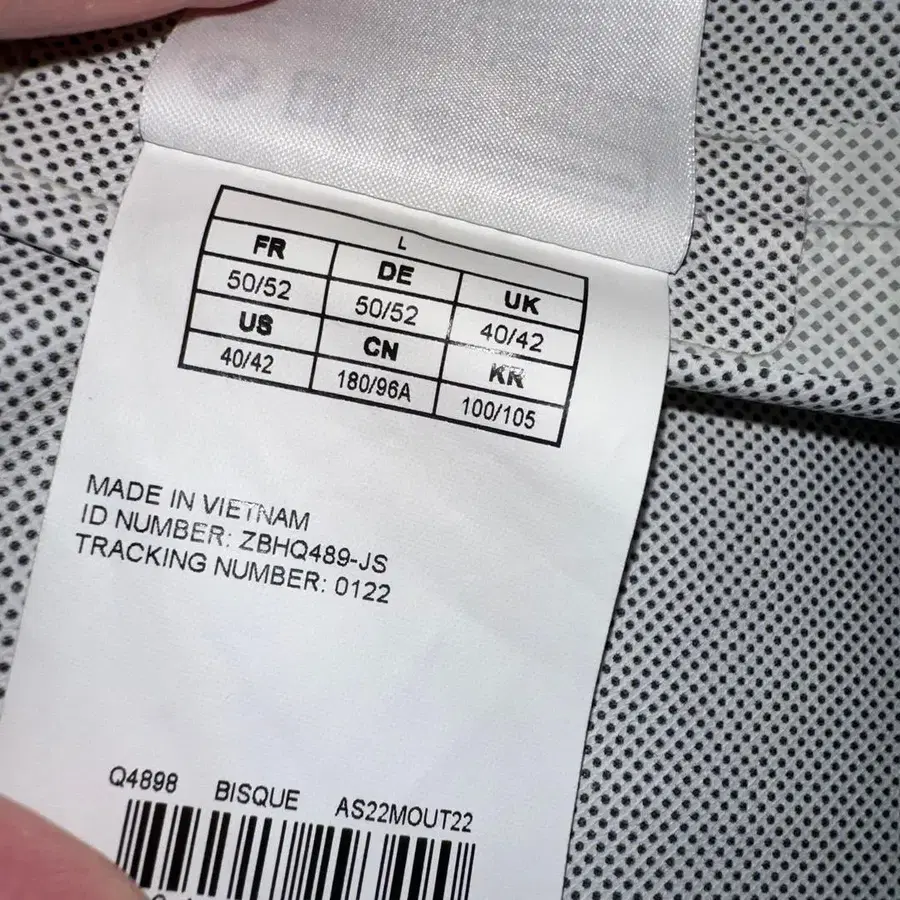 L
FR DE UK
50/52 50/52 40/42
US CN KR
40/42 180/96A 100/105
MADE IN VIETNAM
ID NUMBER: ZBHQ489-JS
TRACKING NUMBER: 0122
Q4898 BISQUE AS22MOUT22